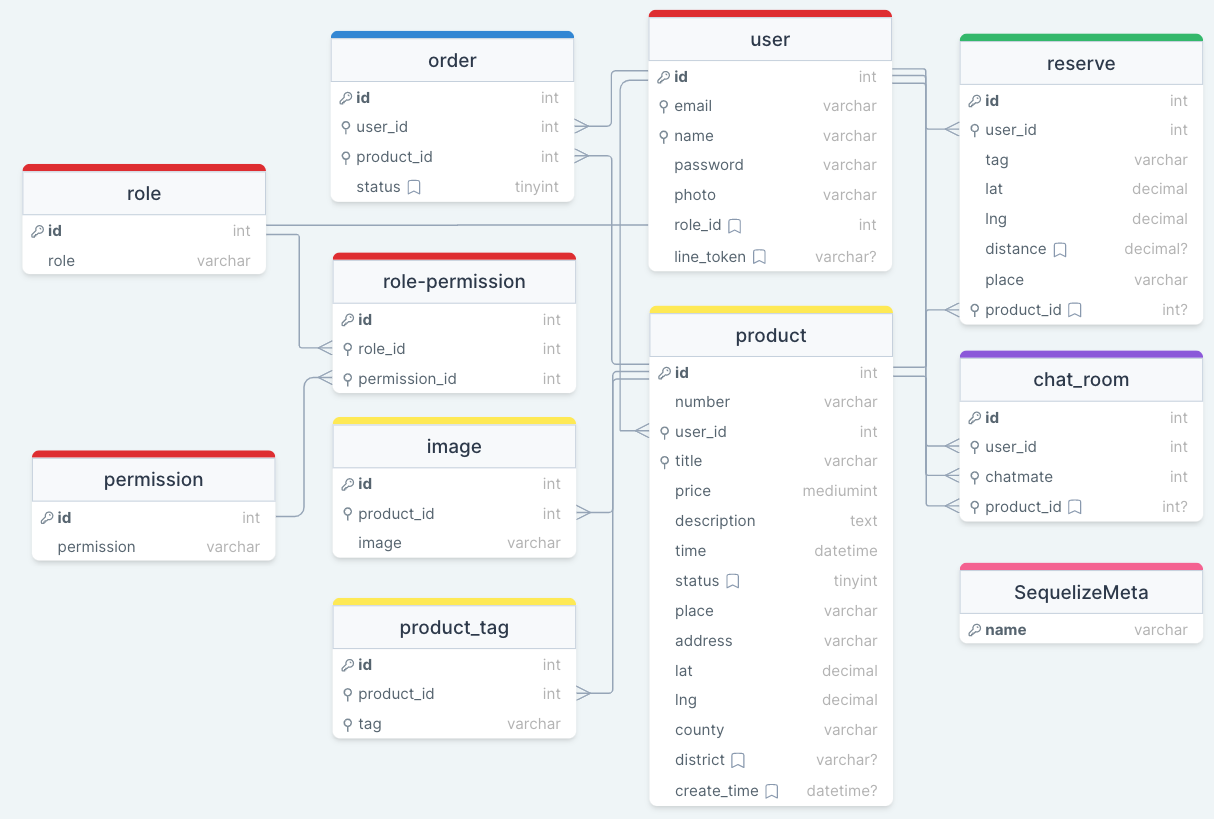 order
id int
user_id int
product_id int
status tinyint
user
id int
email varchar
name varchar
password varchar
photo varchar
role_id int
line_token varchar?
reserve
id int
user_id int
tag varchar
lat decimal
lng decimal
distance decimal?
place varchar
product_id int?
role
id int
role varchar
role-permission
id int
role_id int
permission_id int
product
id int
number varchar
user_id int
title varchar
price mediumint
description text
time datetime
status tinyint
place varchar
address varchar
lat decimal
lng decimal
county varchar
district varchar?
create_time datetime?
chat_room
id int
user_id int
chatmate int
product_id int?
permission
id int
permission varchar
image
id int
product_id int
image varchar
product_tag
id int
product_id int
tag varchar
SequelizeMeta
name varchar